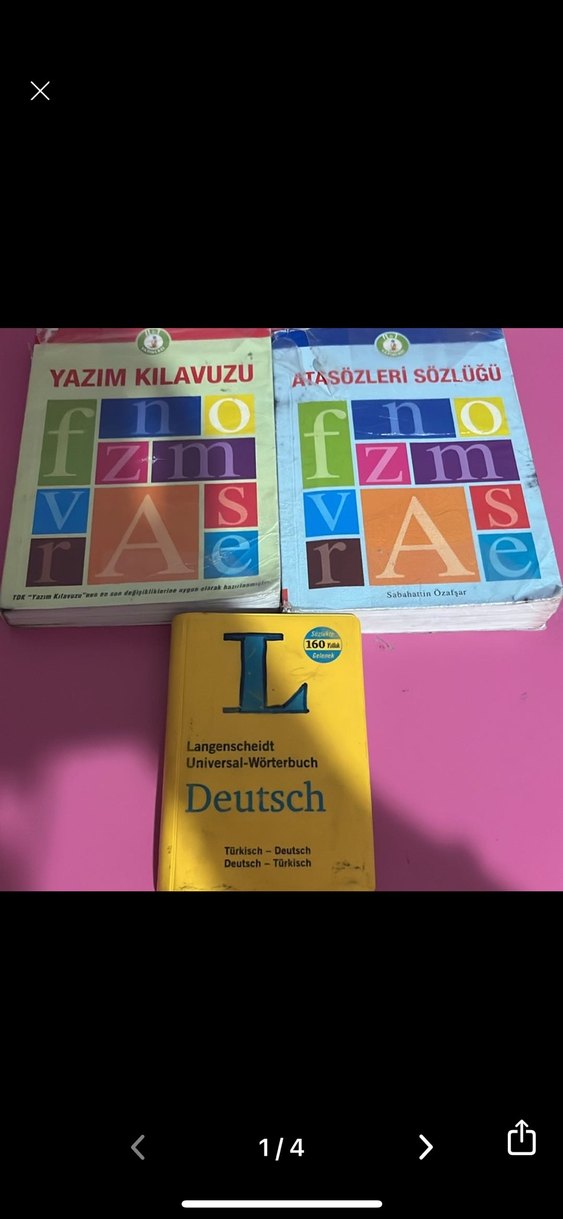 YAZIM KILAVUZU
f n o
z m
v A s
r e
TDK "Yazım Kılavuzu"nun en son değişikliklerine uygun olarak hazırlanmıştır.
ATASÖZLERİ SÖZLÜĞÜ
f n o
z m
v A s
r e
Sabahattin Özafşar
L
Sözlükte
160 Yıllık
Gelenek
Langenscheidt
Universal-Wörterbuch
Deutsch
Türkisch – Deutsch
Deutsch – Türkisch
1 / 4